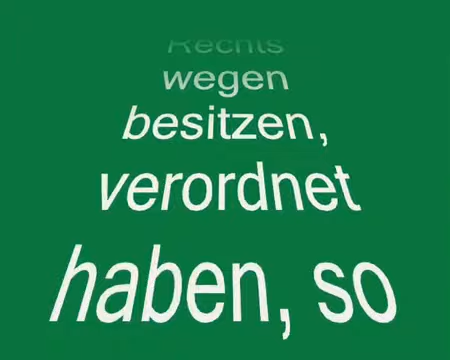 Rechts
wegen
besitzen,
verordnet
haben, so